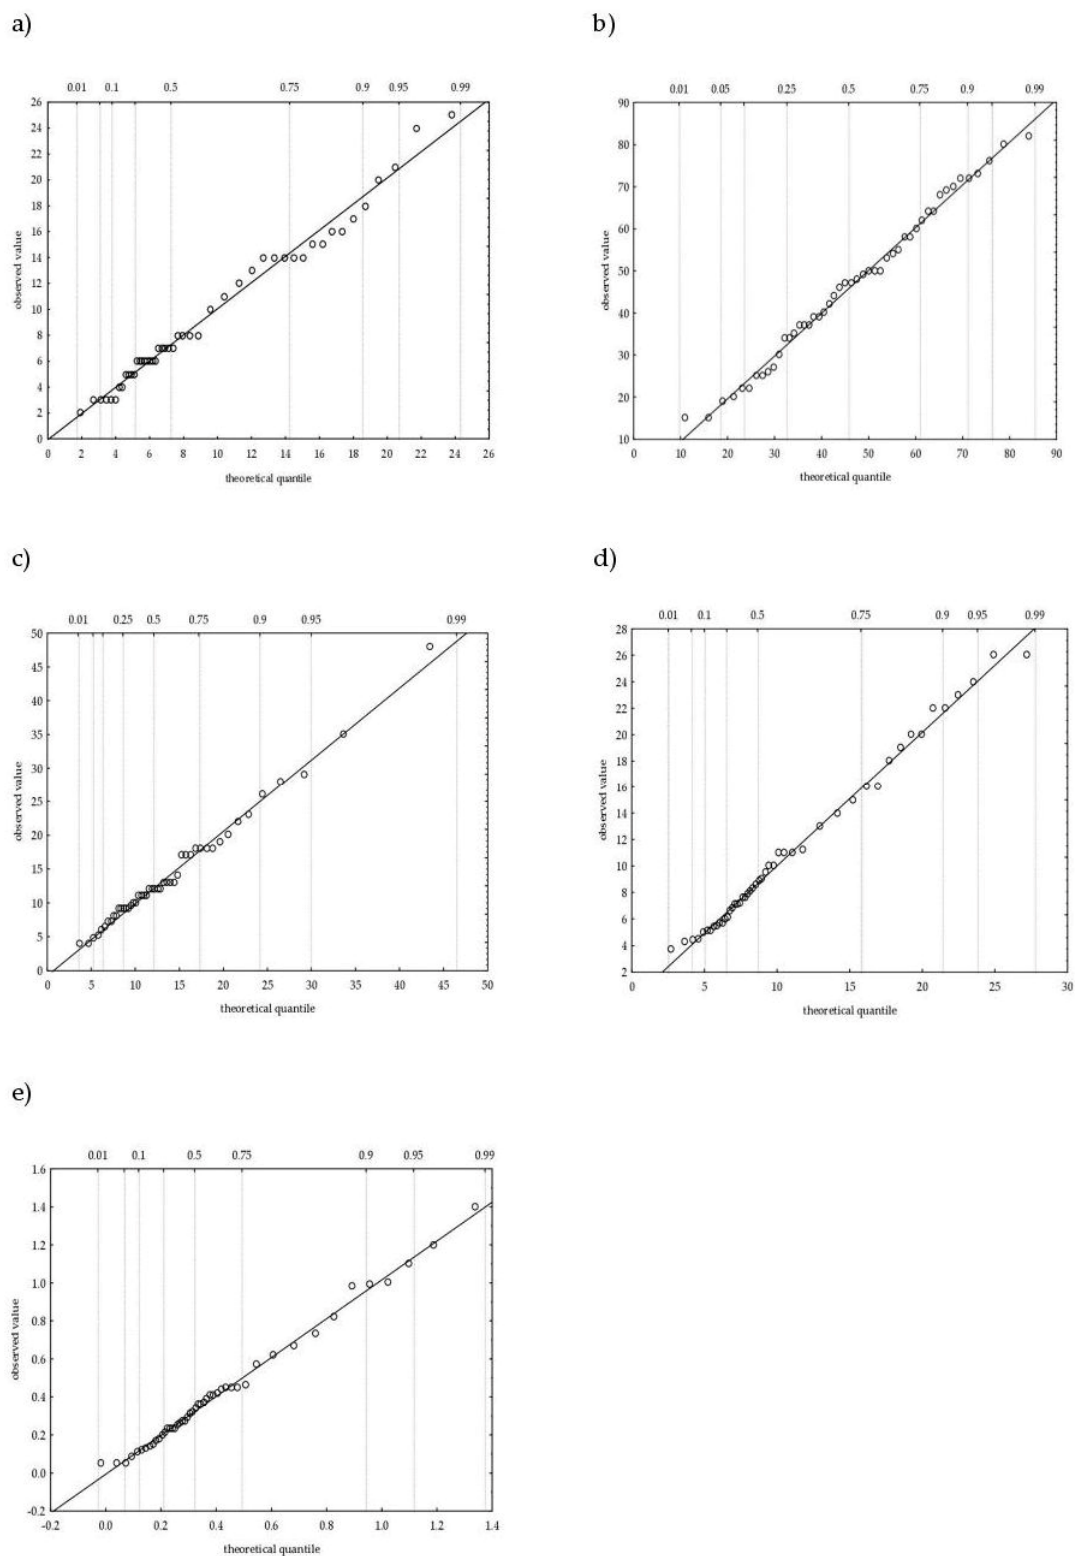 a)
0.01 0.1 0.5 0.75 0.9 0.95 0.99
26
24
22
20
18
16
14
12
10
8
6
4
2
0
observed value
0 2 4 6 8 10 12 14 16 18 20 22 24 26
theoretical quantile
b)
0.01 0.05 0.25 0.5 0.75 0.9 0.99
90
80
70
60
50
40
30
20
10
observed value
0 10 20 30 40 50 60 70 80 90
theoretical quantile
c)
0.01 0.25 0.5 0.75 0.9 0.95 0.99
50
45
40
35
30
25
20
15
10
5
0
observed value
0 5 10 15 20 25 30 35 40 45 50
theoretical quantile
d)
0.01 0.1 0.5 0.75 0.9 0.95 0.99
28
26
24
22
20
18
16
14
12
10
8
6
4
2
observed value
0 5 10 15 20 25 30
theoretical quantile
e)
0.01 0.1 0.5 0.75 0.9 0.95 0.99
1.6
1.4
1.2
1.0
0.8
0.6
0.4
0.2
0.0
-0.2
observed value
-0.2 0.0 0.2 0.4 0.6 0.8 1.0 1.2 1.4
theoretical quantile